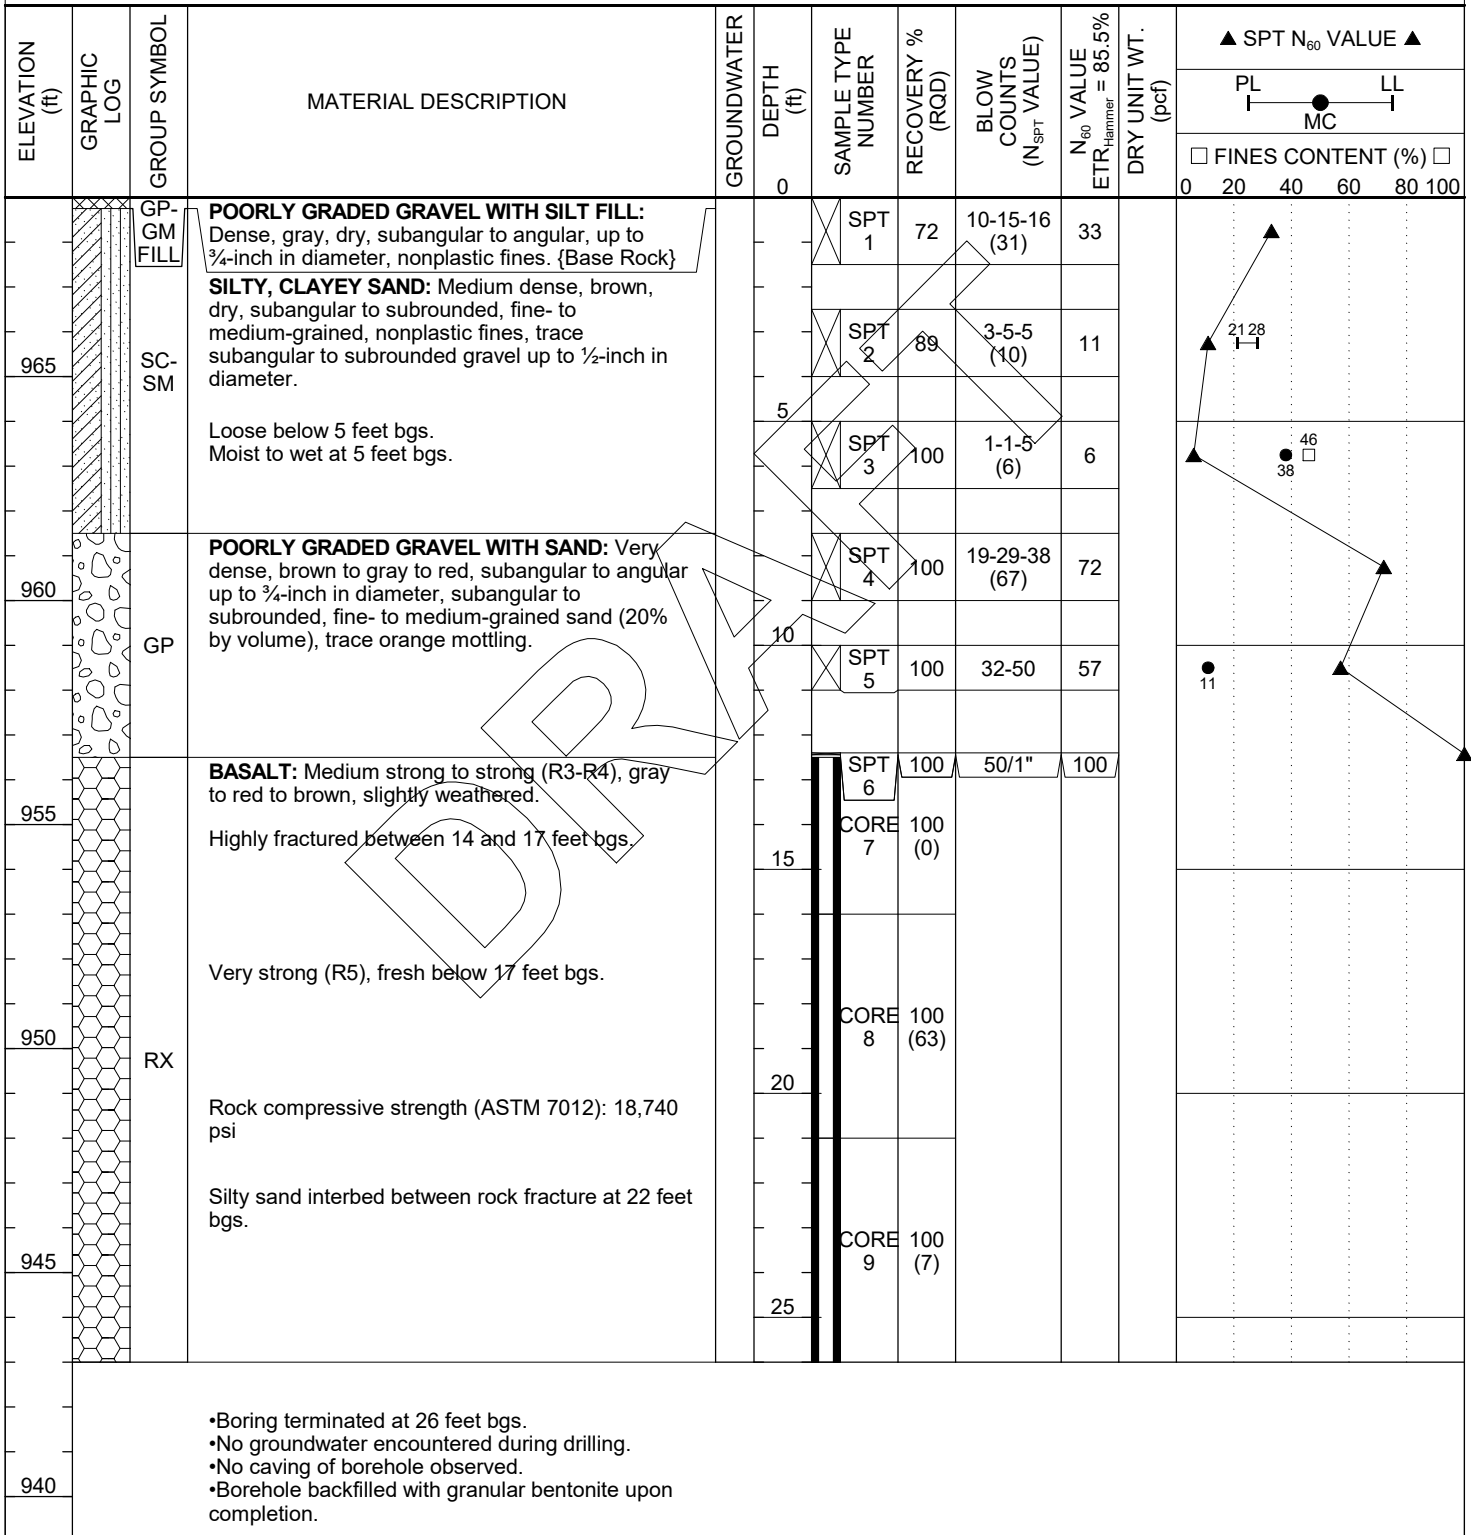 ELEVATION
(ft)
GRAPHIC
LOG
GROUP SYMBOL
MATERIAL DESCRIPTION
GROUNDWATER
DEPTH
(ft)
0
SAMPLE TYPE
NUMBER
RECOVERY %
(RQD)
BLOW
COUNTS
(N_SPT VALUE)
N₆₀ VALUE
ETR_Hammer = 85.5%
DRY UNIT WT.
(pcf)
▲ SPT N₆₀ VALUE ▲
PL LL
MC
□ FINES CONTENT (%) □
0 20 40 60 80 100
GP-
GM
FILL
POORLY GRADED GRAVEL WITH SILT FILL:
Dense, gray, dry, subangular to angular, up to
¾-inch in diameter, nonplastic fines. {Base Rock}
SPT
1
72
10-15-16
(31)
33
SILTY, CLAYEY SAND: Medium dense, brown,
dry, subangular to subrounded, fine- to
medium-grained, nonplastic fines, trace
subangular to subrounded gravel up to ½-inch in
diameter.
965
SC-
SM
SPT
2
89
3-5-5
(10)
11
21 28
5
Loose below 5 feet bgs.
Moist to wet at 5 feet bgs.
SPT
3
100
1-1-5
(6)
6
46
38
POORLY GRADED GRAVEL WITH SAND: Very
dense, brown to gray to red, subangular to angular
up to ¾-inch in diameter, subangular to
subrounded, fine- to medium-grained sand (20%
by volume), trace orange mottling.
960
GP
SPT
4
100
19-29-38
(67)
72
10
SPT
5
100
32-50
57
11
BASALT: Medium strong to strong (R3-R4), gray
to red to brown, slightly weathered.
SPT
6
100
50/1"
100
955
Highly fractured between 14 and 17 feet bgs.
CORE
7
100
(0)
15
Very strong (R5), fresh below 17 feet bgs.
950
RX
CORE
8
100
(63)
20
Rock compressive strength (ASTM 7012): 18,740
psi
Silty sand interbed between rock fracture at 22 feet
bgs.
945
CORE
9
100
(7)
25
•Boring terminated at 26 feet bgs.
•No groundwater encountered during drilling.
•No caving of borehole observed.
•Borehole backfilled with granular bentonite upon
completion.
940
DRAFT